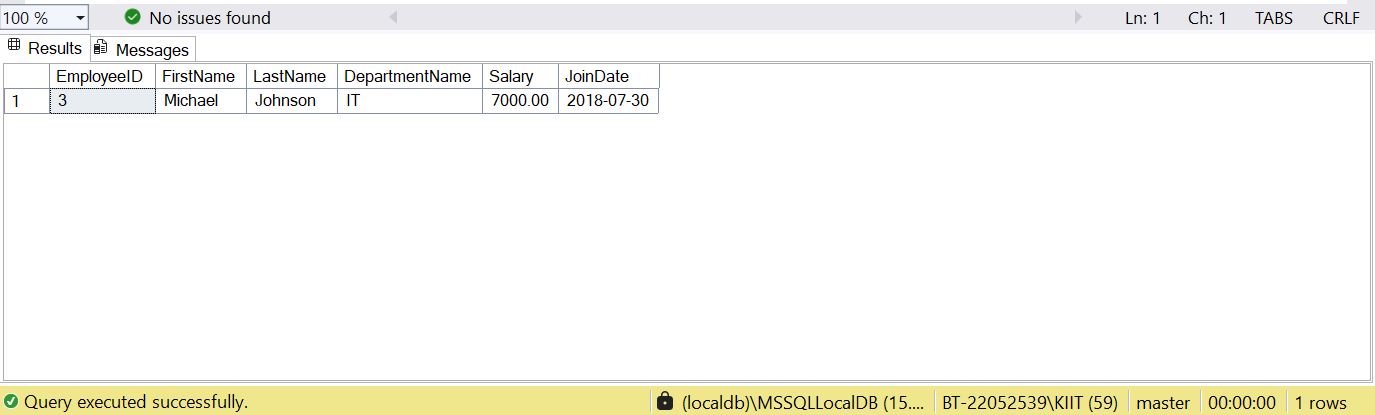 100 % No issues found Ln: 1 Ch: 1 TABS CRLF
Results Messages
EmployeeID FirstName LastName DepartmentName Salary JoinDate
1 3 Michael Johnson IT 7000.00 2018-07-30
Query executed successfully. (localdb)\MSSQLLocalDB (15.... BT-22052539\KIIT (59) master 00:00:00 1 rows